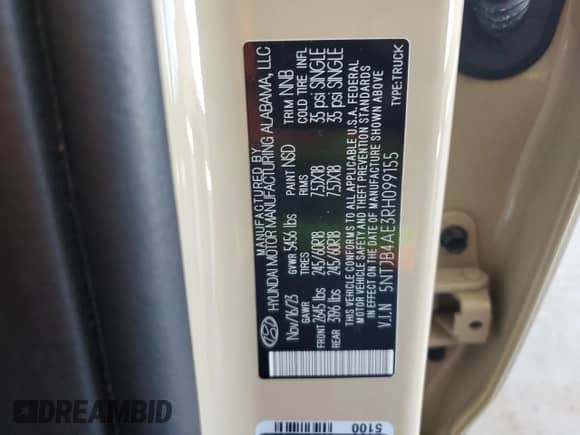 MANUFACTURED BY
HYUNDAI MOTOR MANUFACTURING ALABAMA, LLC
Nov/16/23 GVWR 5456 lbs PAINT NSD TRIM NNB
GAWR TIRES RIMS COLD TIRE INFL
FRONT 2645 lbs 245/60R18 7.5JX18 35 psi SINGLE
REAR 3196 lbs 245/60R18 7.5JX18 35 psi SINGLE
THIS VEHICLE CONFORMS TO ALL APPLICABLE U.S.A. FEDERAL
MOTOR VEHICLE SAFETY AND THEFT PREVENTION STANDARDS
IN EFFECT ON THE DATE OF MANUFACTURE SHOWN ABOVE
V.I.N 5NTJB4AE3RH099155 TYPE:TRUCK
5100
DREAMBID